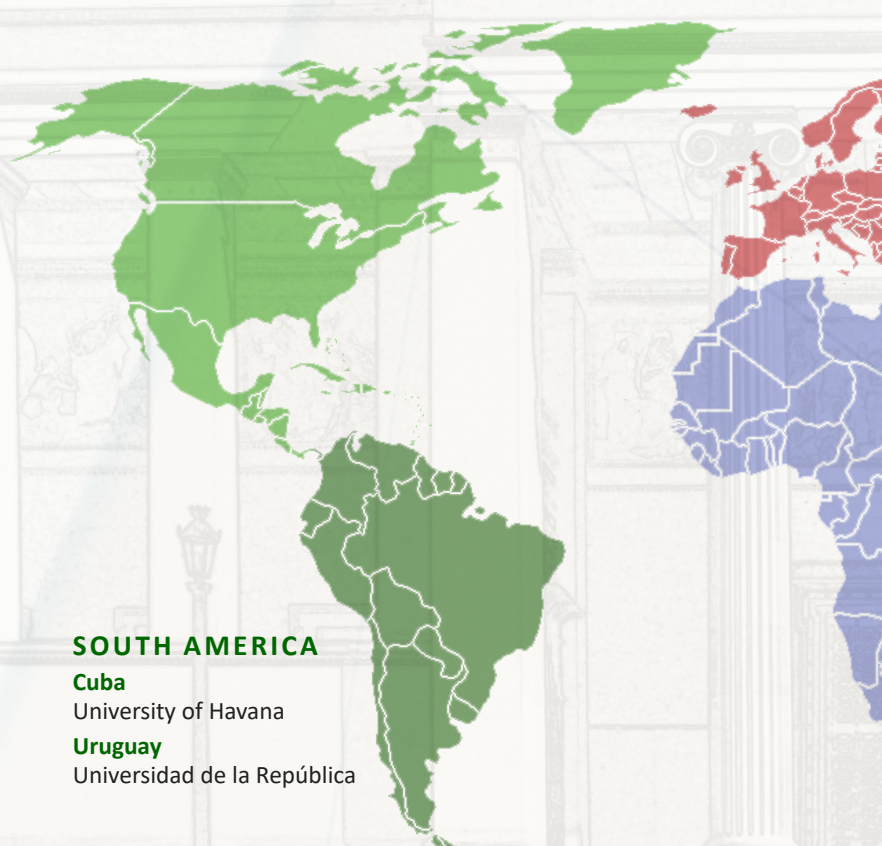 SOUTH AMERICA
Cuba
University of Havana
Uruguay
Universidad de la República